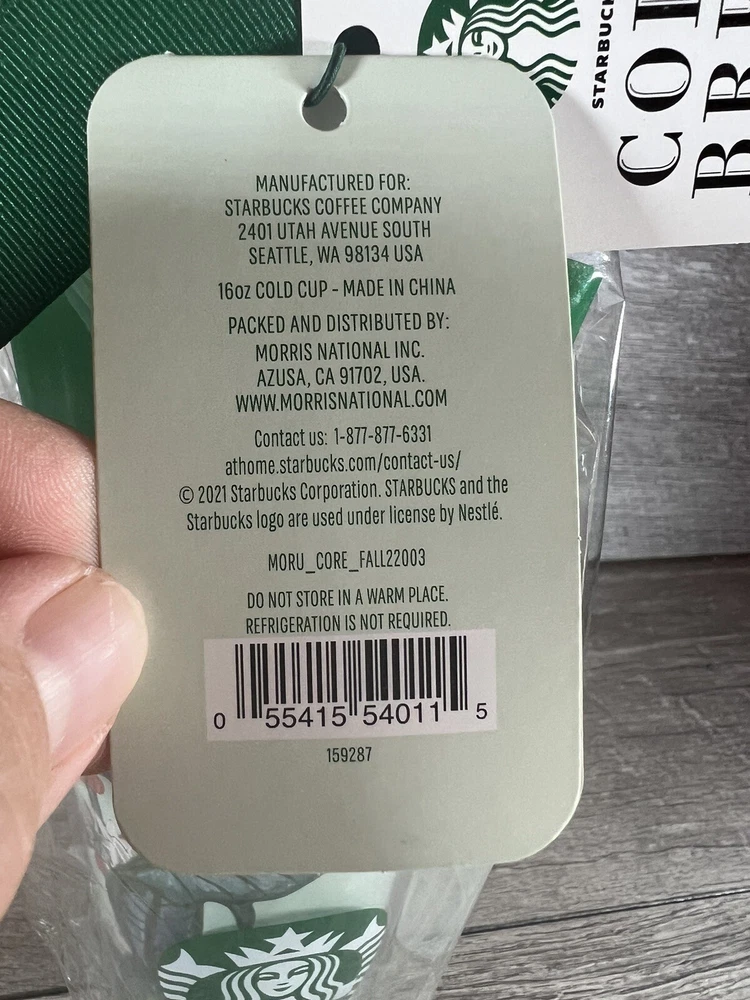 STARBUCK
MANUFACTURED FOR:
STARBUCKS COFFEE COMPANY
2401 UTAH AVENUE SOUTH
SEATTLE, WA 98134 USA
16oz COLD CUP - MADE IN CHINA
PACKED AND DISTRIBUTED BY:
MORRIS NATIONAL INC.
AZUSA, CA 91702, USA.
WWW.MORRISNATIONAL.COM
Contact us: 1-877-877-6331
athome.starbucks.com/contact-us/
© 2021 Starbucks Corporation. STARBUCKS and the
Starbucks logo are used under license by Nestlé.
MORU_CORE_FALL22003
DO NOT STORE IN A WARM PLACE.
REFRIGERATION IS NOT REQUIRED.
0 55415 54011 5
159287